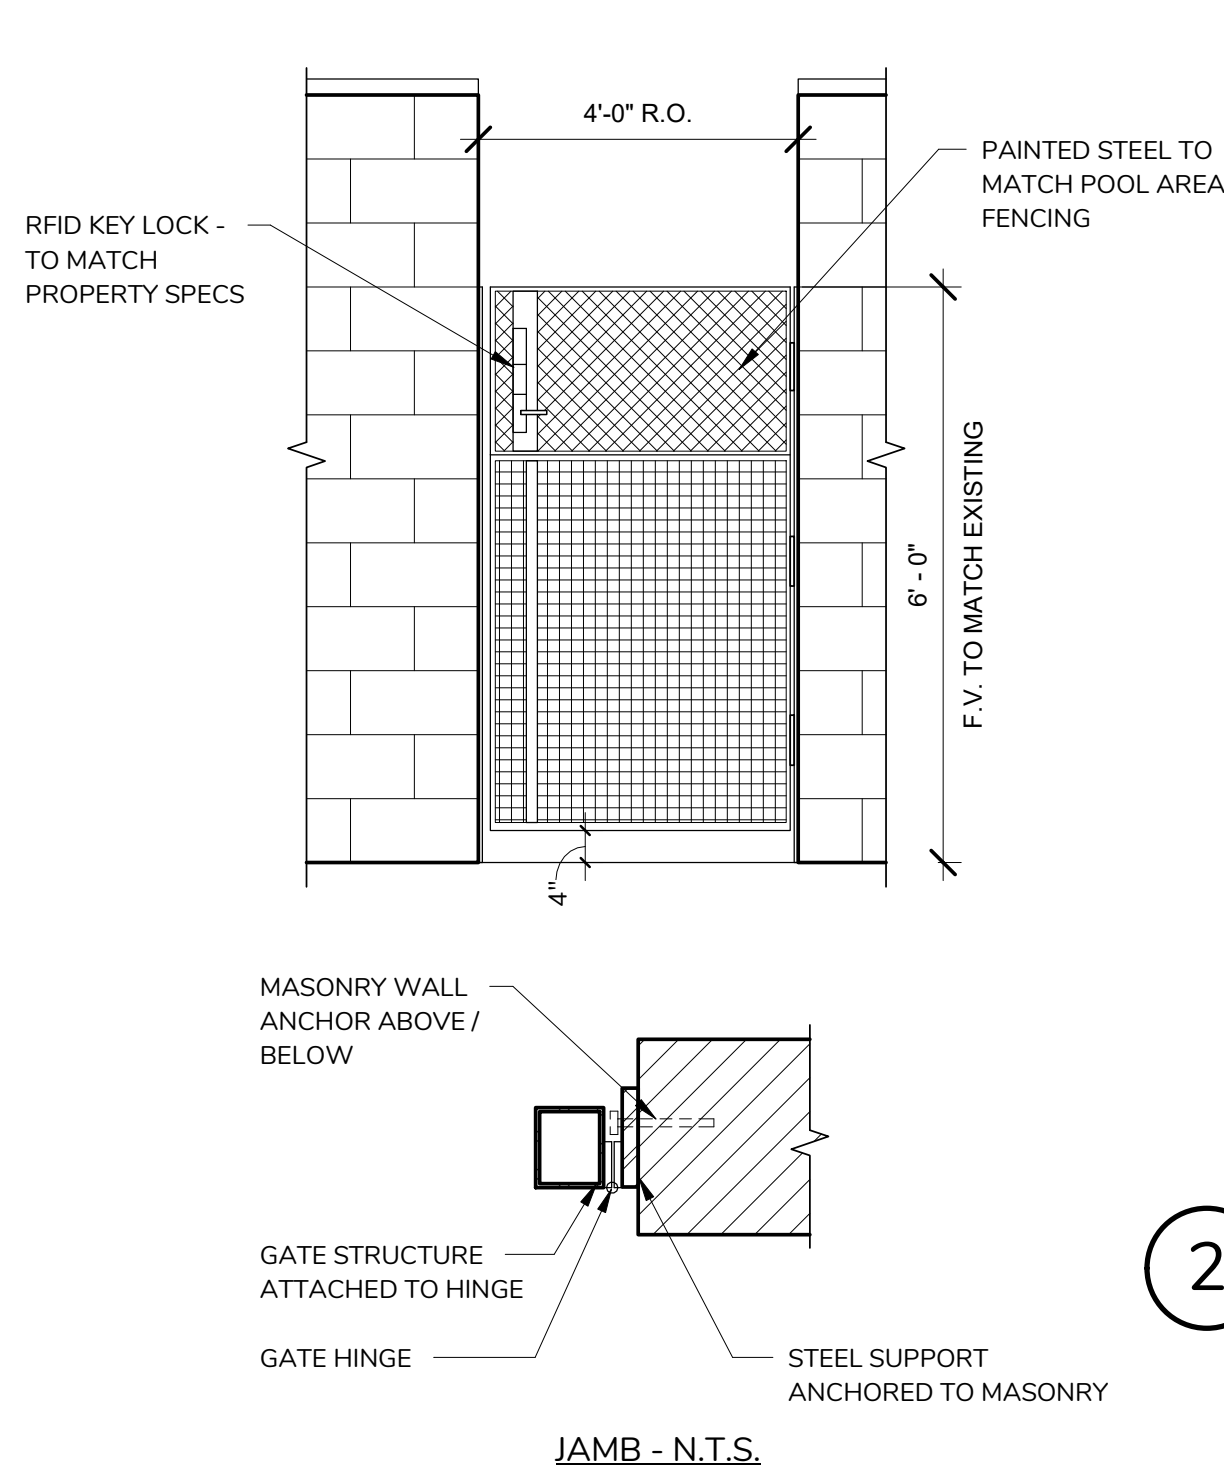 4'-0" R.O.
PAINTED STEEL TO
MATCH POOL AREA
FENCING
RFID KEY LOCK -
TO MATCH
PROPERTY SPECS
6' - 0"
F.V. TO MATCH EXISTING
4"
MASONRY WALL
ANCHOR ABOVE /
BELOW
GATE STRUCTURE
ATTACHED TO HINGE
GATE HINGE
STEEL SUPPORT
ANCHORED TO MASONRY
2
JAMB - N.T.S.